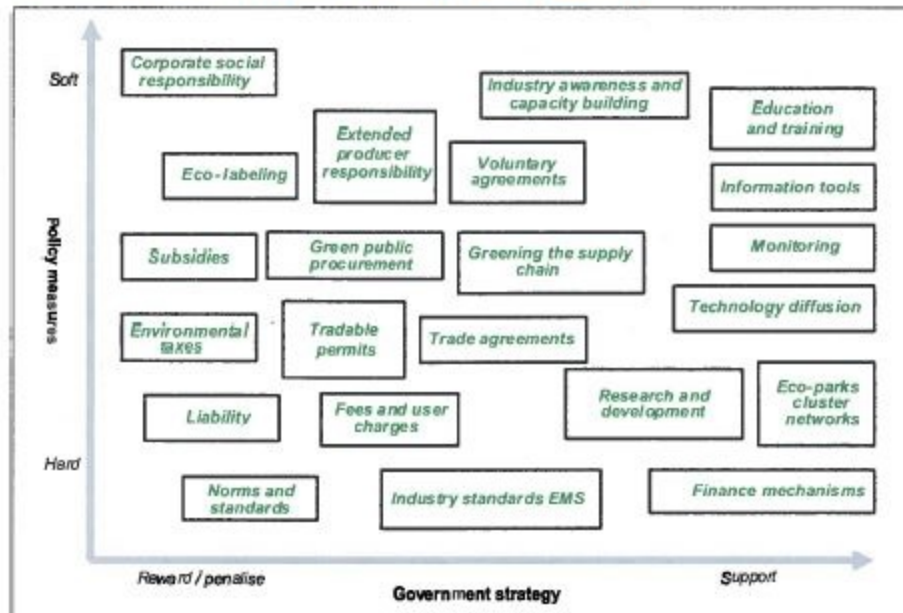 Soft
Corporate social
responsibility
Industry awareness and
capacity building
Education
and training
Extended
producer
responsibility
Eco-labeling
Voluntary
agreements
Information tools
Policy measures
Subsidies
Green public
procurement
Greening the supply
chain
Monitoring
Technology diffusion
Environmental
taxes
Tradable
permits
Trade agreements
Research and
development
Eco-parks
cluster
networks
Liability
Fees and user
charges
Hard
Norms and
standards
Industry standards EMS
Finance mechanisms
Reward / penalise
Government strategy
Support